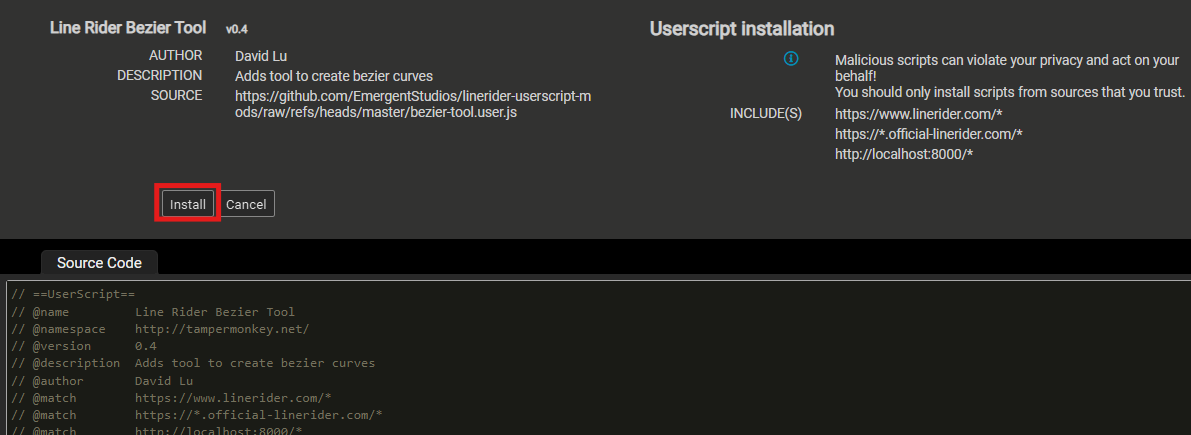 Line Rider Bezier Tool v0.4
AUTHOR David Lu
DESCRIPTION Adds tool to create bezier curves
SOURCE https://github.com/EmergentStudios/linerider-userscript-m
ods/raw/refs/heads/master/bezier-tool.user.js
Userscript installation
Malicious scripts can violate your privacy and act on your
behalf!
You should only install scripts from sources that you trust.
INCLUDE(S) https://www.linerider.com/*
https://*.official-linerider.com/*
http://localhost:8000/*
Install Cancel
Source Code
// ==UserScript==
// @name Line Rider Bezier Tool
// @namespace http://tampermonkey.net/
// @version 0.4
// @description Adds tool to create bezier curves
// @author David Lu
// @match https://www.linerider.com/*
// @match https://*.official-linerider.com/*
// @match http://localhost:8000/*